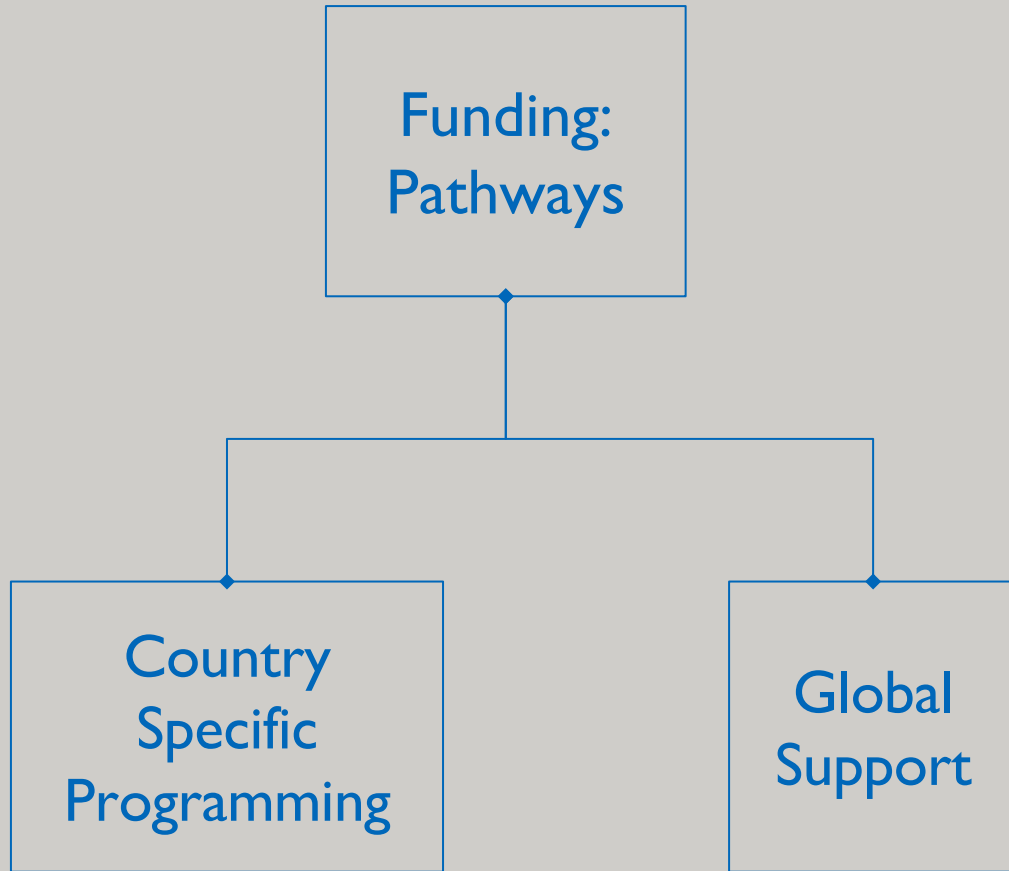 Funding:
Pathways
Country
Specific
Programming
Global
Support